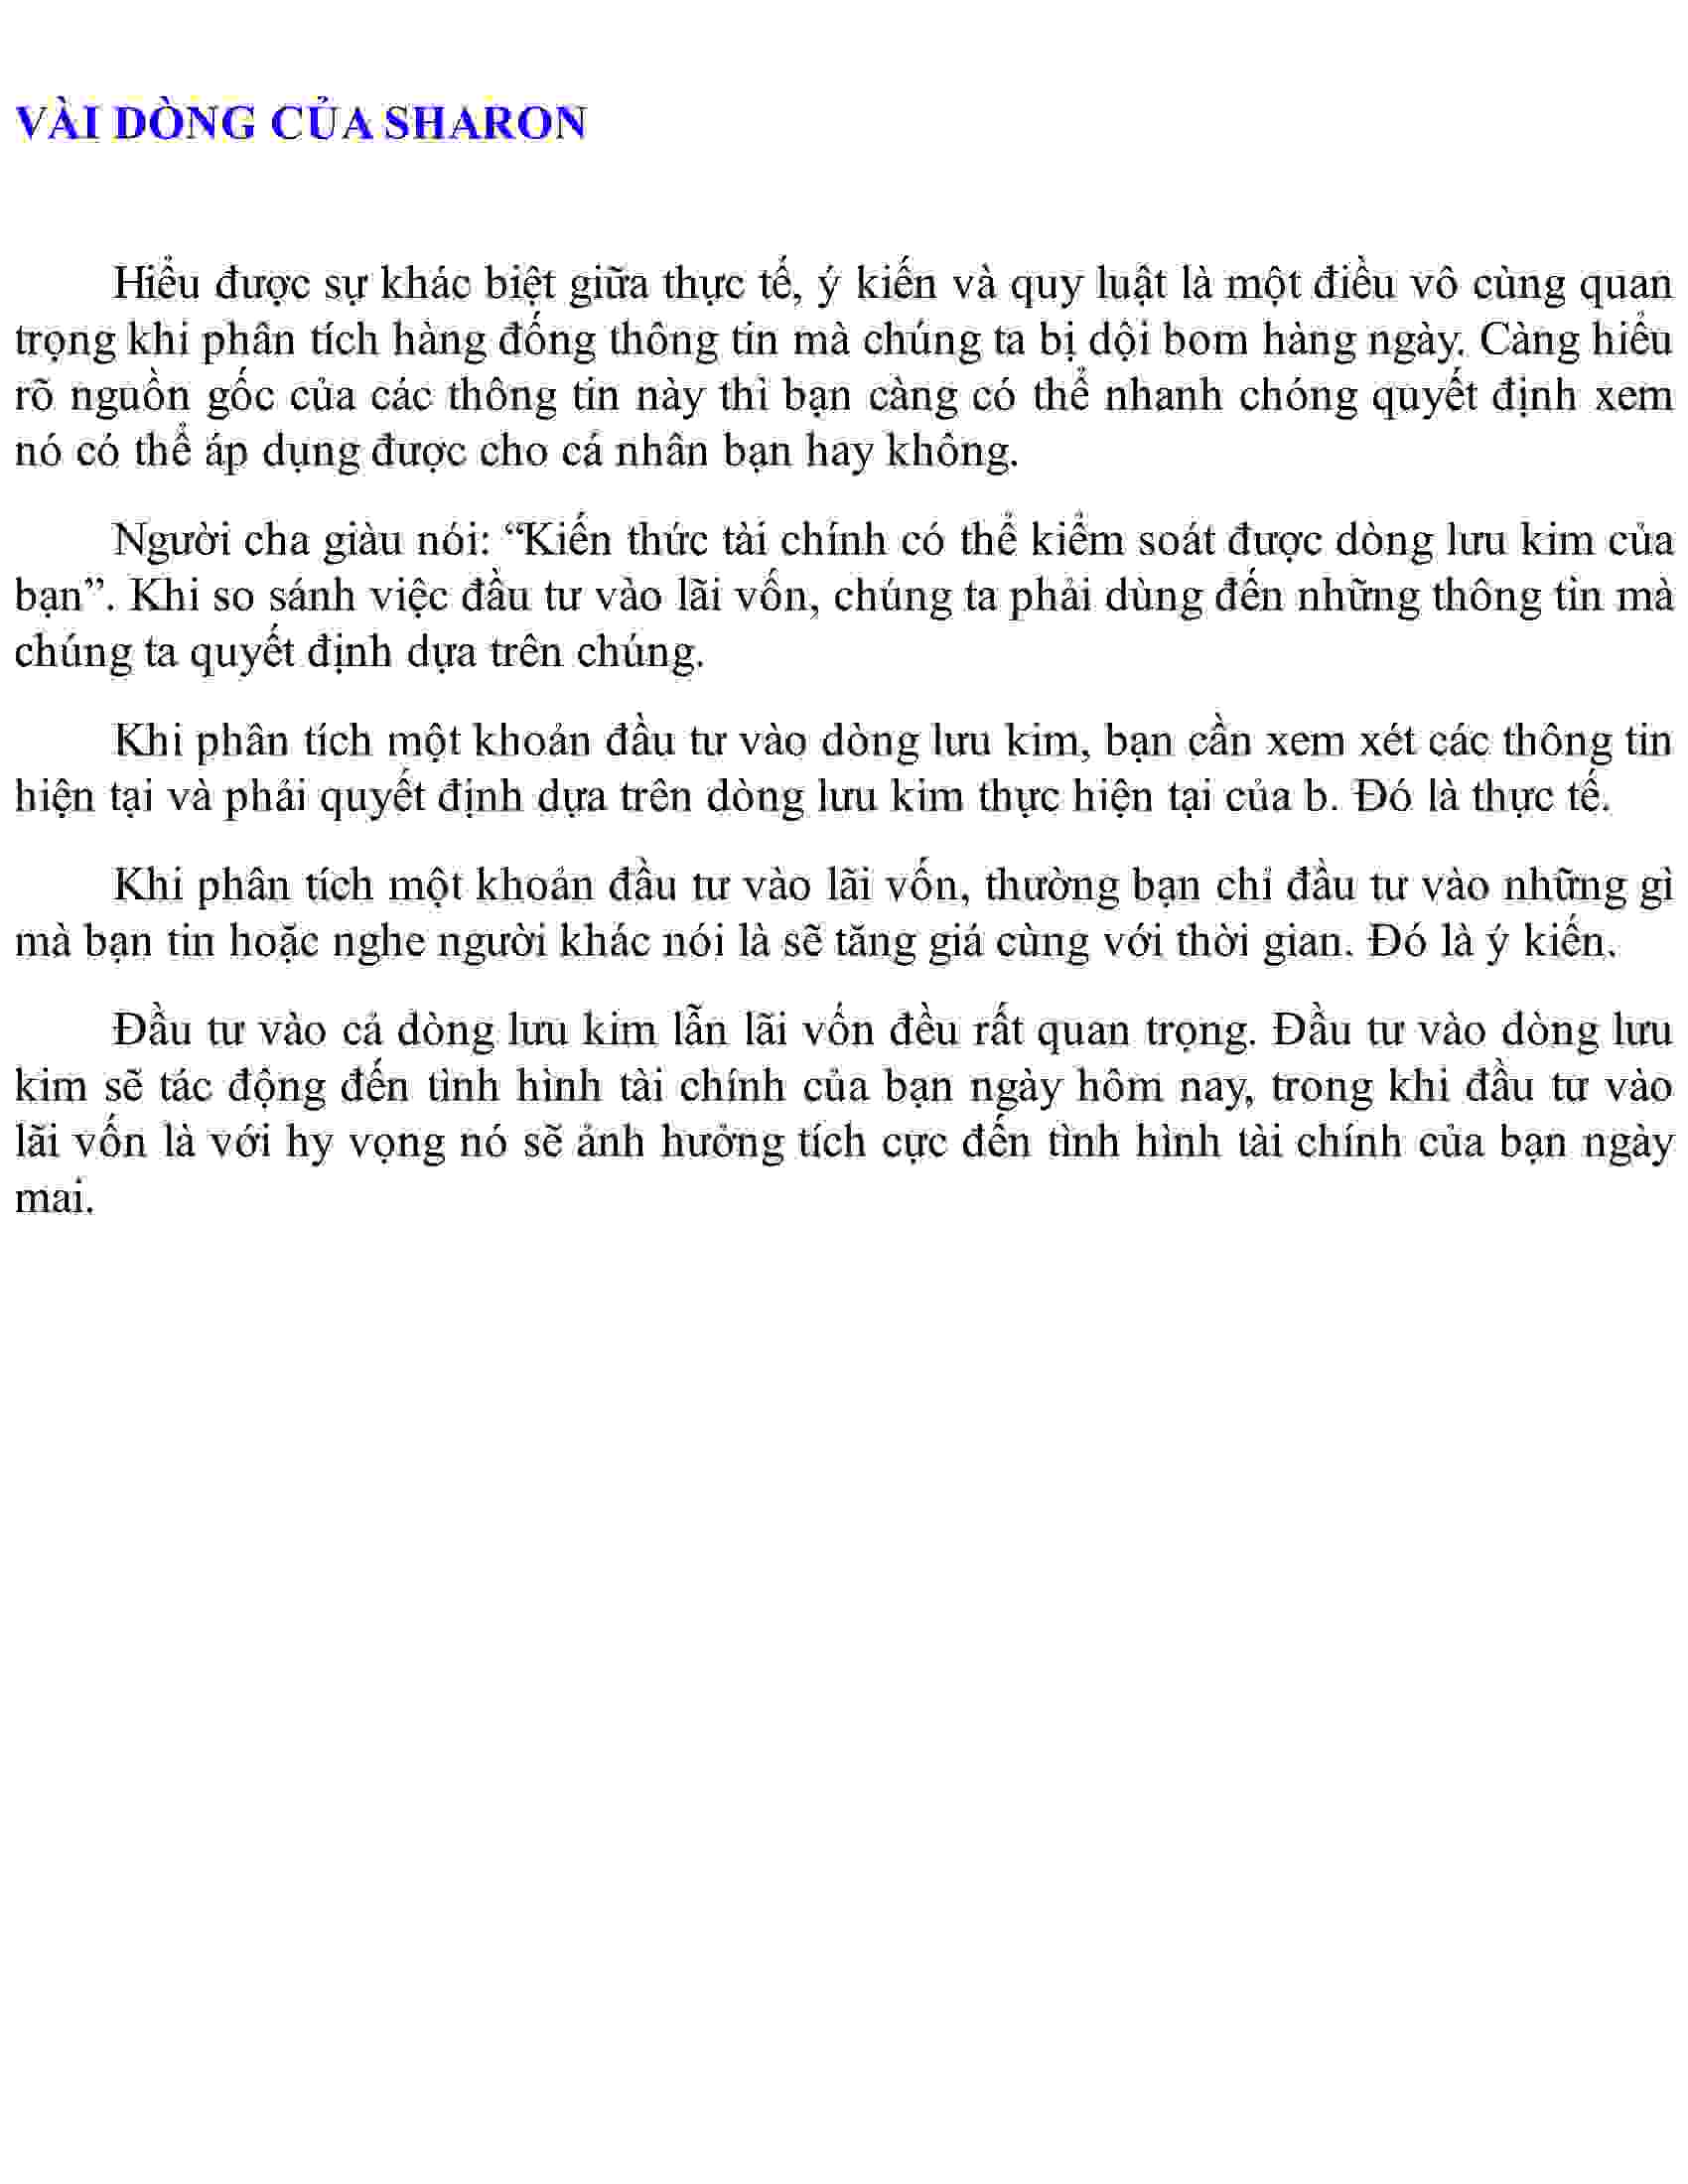 VÀI DÒNG CỦA SHARON
Hiểu được sự khác biệt giữa thực tế, ý kiến và quy luật là một điều vô cùng quan
trọng khi phân tích hàng đống thông tin mà chúng ta bị dội bom hàng ngày. Càng hiểu
rõ nguồn gốc của các thông tin này thì bạn càng có thể nhanh chóng quyết định xem
nó có thể áp dụng được cho cá nhân bạn hay không.
Người cha giàu nói: “Kiến thức tài chính có thể kiểm soát được dòng lưu kim của
bạn”. Khi so sánh việc đầu tư vào lãi vốn, chúng ta phải dùng đến những thông tin mà
chúng ta quyết định dựa trên chúng.
Khi phân tích một khoản đầu tư vào dòng lưu kim, bạn cần xem xét các thông tin
hiện tại và phải quyết định dựa trên dòng lưu kim thực hiện tại của b. Đó là thực tế.
Khi phân tích một khoản đầu tư vào lãi vốn, thường bạn chỉ đầu tư vào những gì
mà bạn tin hoặc nghe người khác nói là sẽ tăng giá cùng với thời gian. Đó là ý kiến.
Đầu tư vào cả dòng lưu kim lẫn lãi vốn đều rất quan trọng. Đầu tư vào dòng lưu
kim sẽ tác động đến tình hình tài chính của bạn ngày hôm nay, trong khi đầu tư vào
lãi vốn là với hy vọng nó sẽ ảnh hưởng tích cực đến tình hình tài chính của bạn ngày
mai.